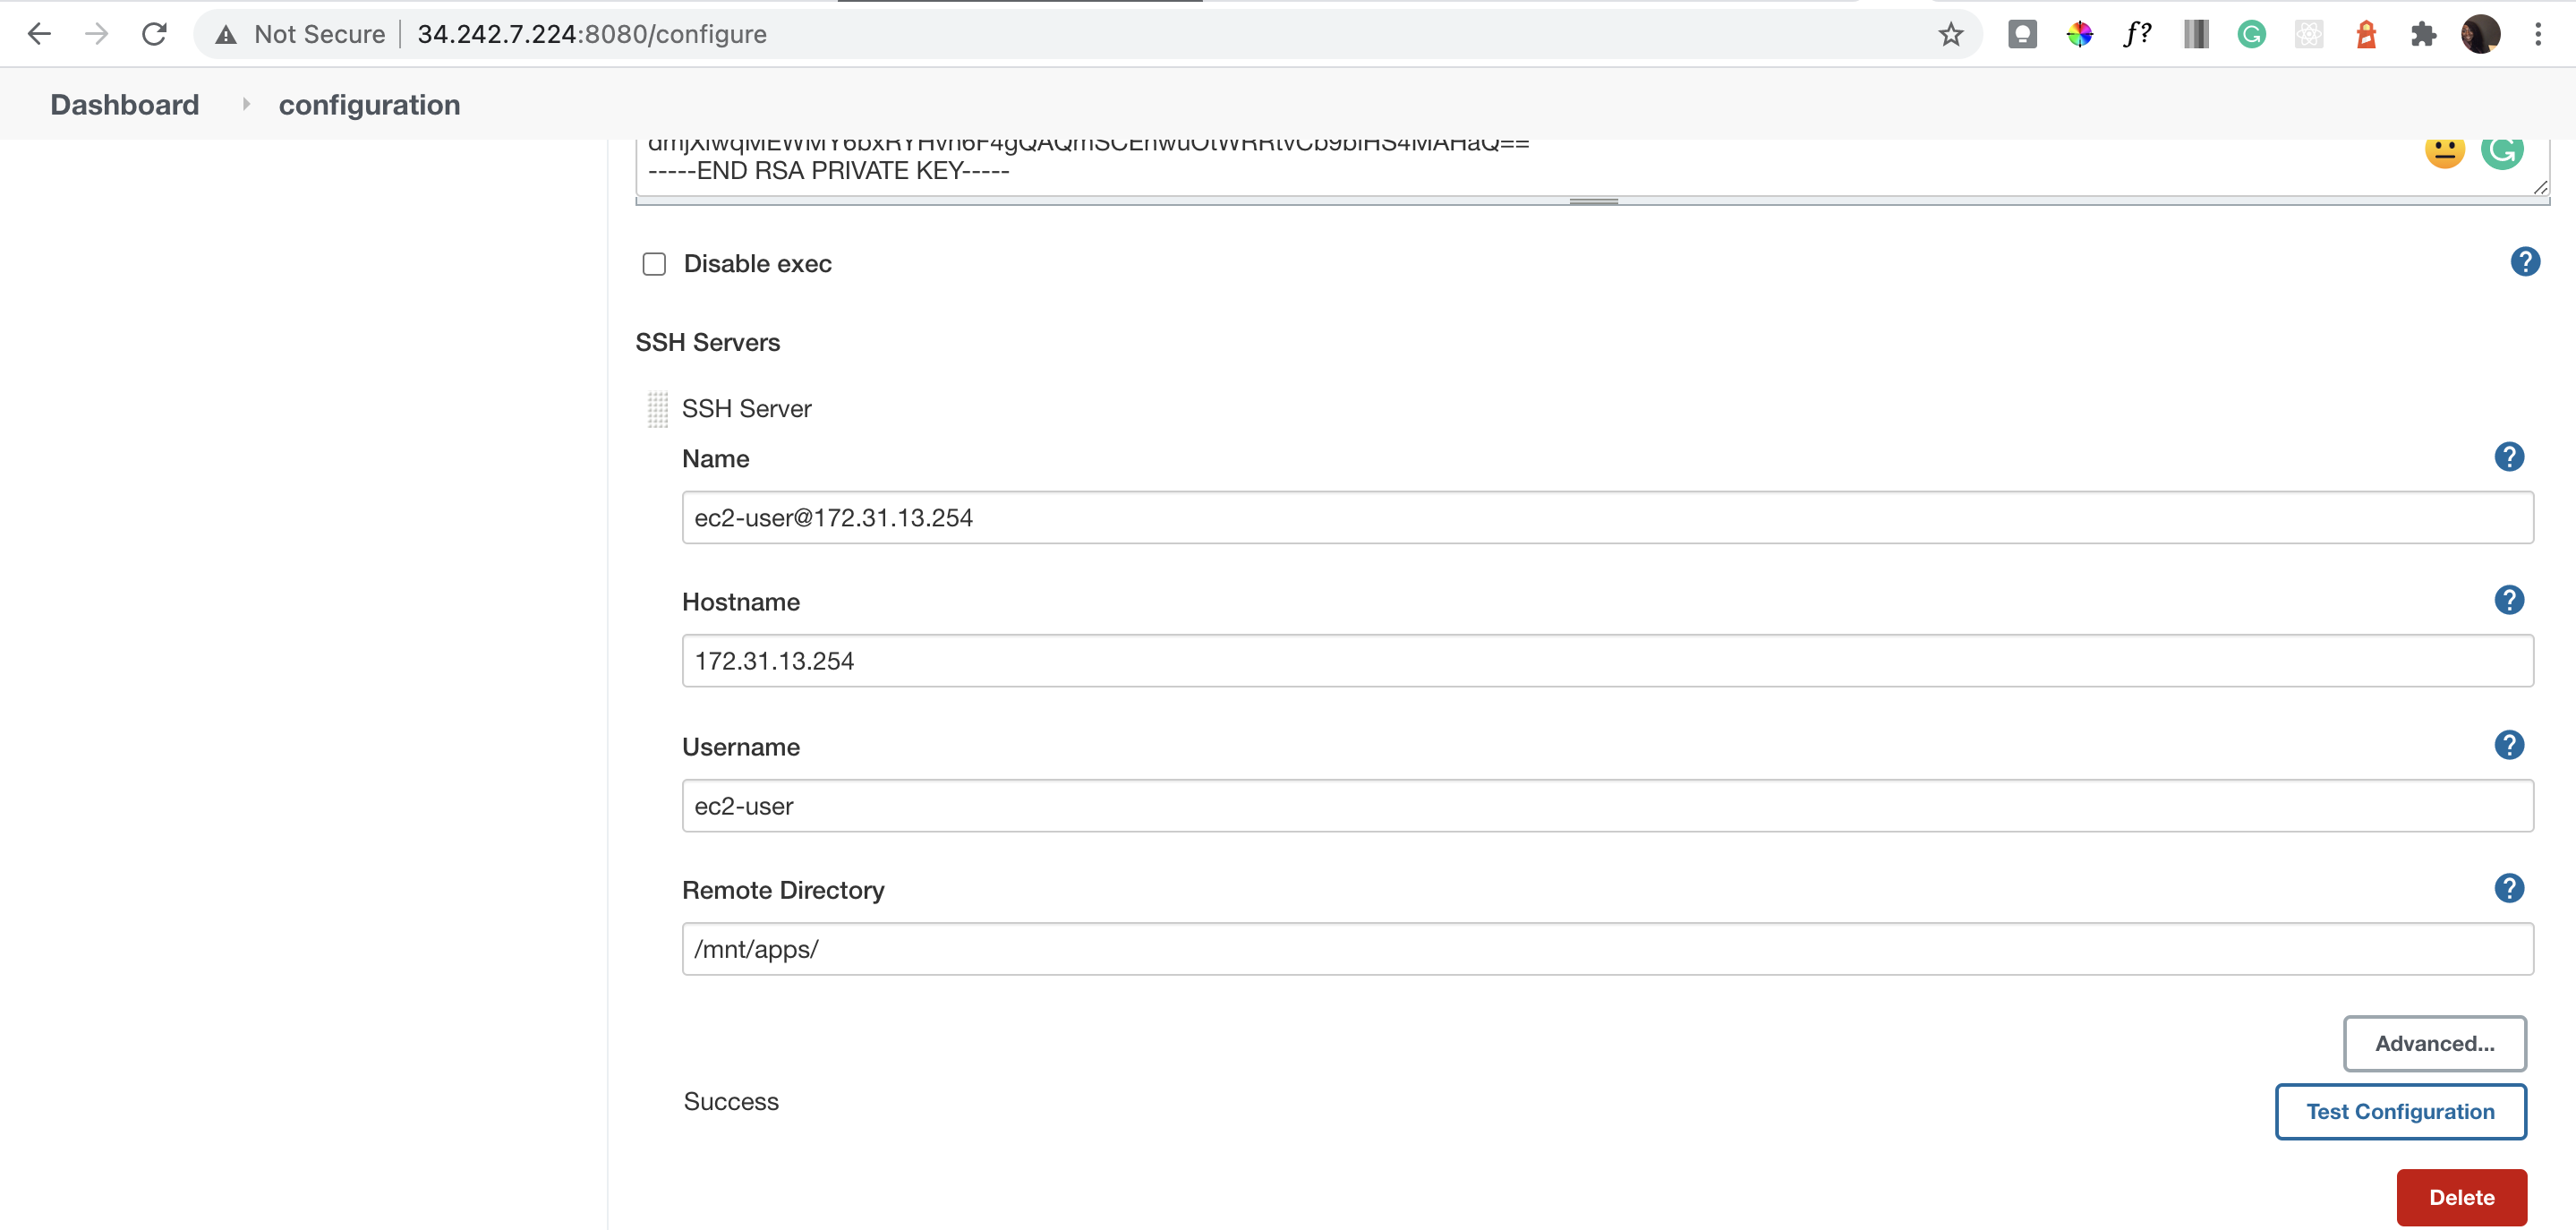 Not Secure 34.242.7.224:8080/configure
f?
Dashboard configuration
-----END RSA PRIVATE KEY-----
Disable exec
SSH Servers
SSH Server
Name
ec2-user@172.31.13.254
Hostname
172.31.13.254
Username
ec2-user
Remote Directory
/mnt/apps/
Advanced...
Success
Test Configuration
Delete